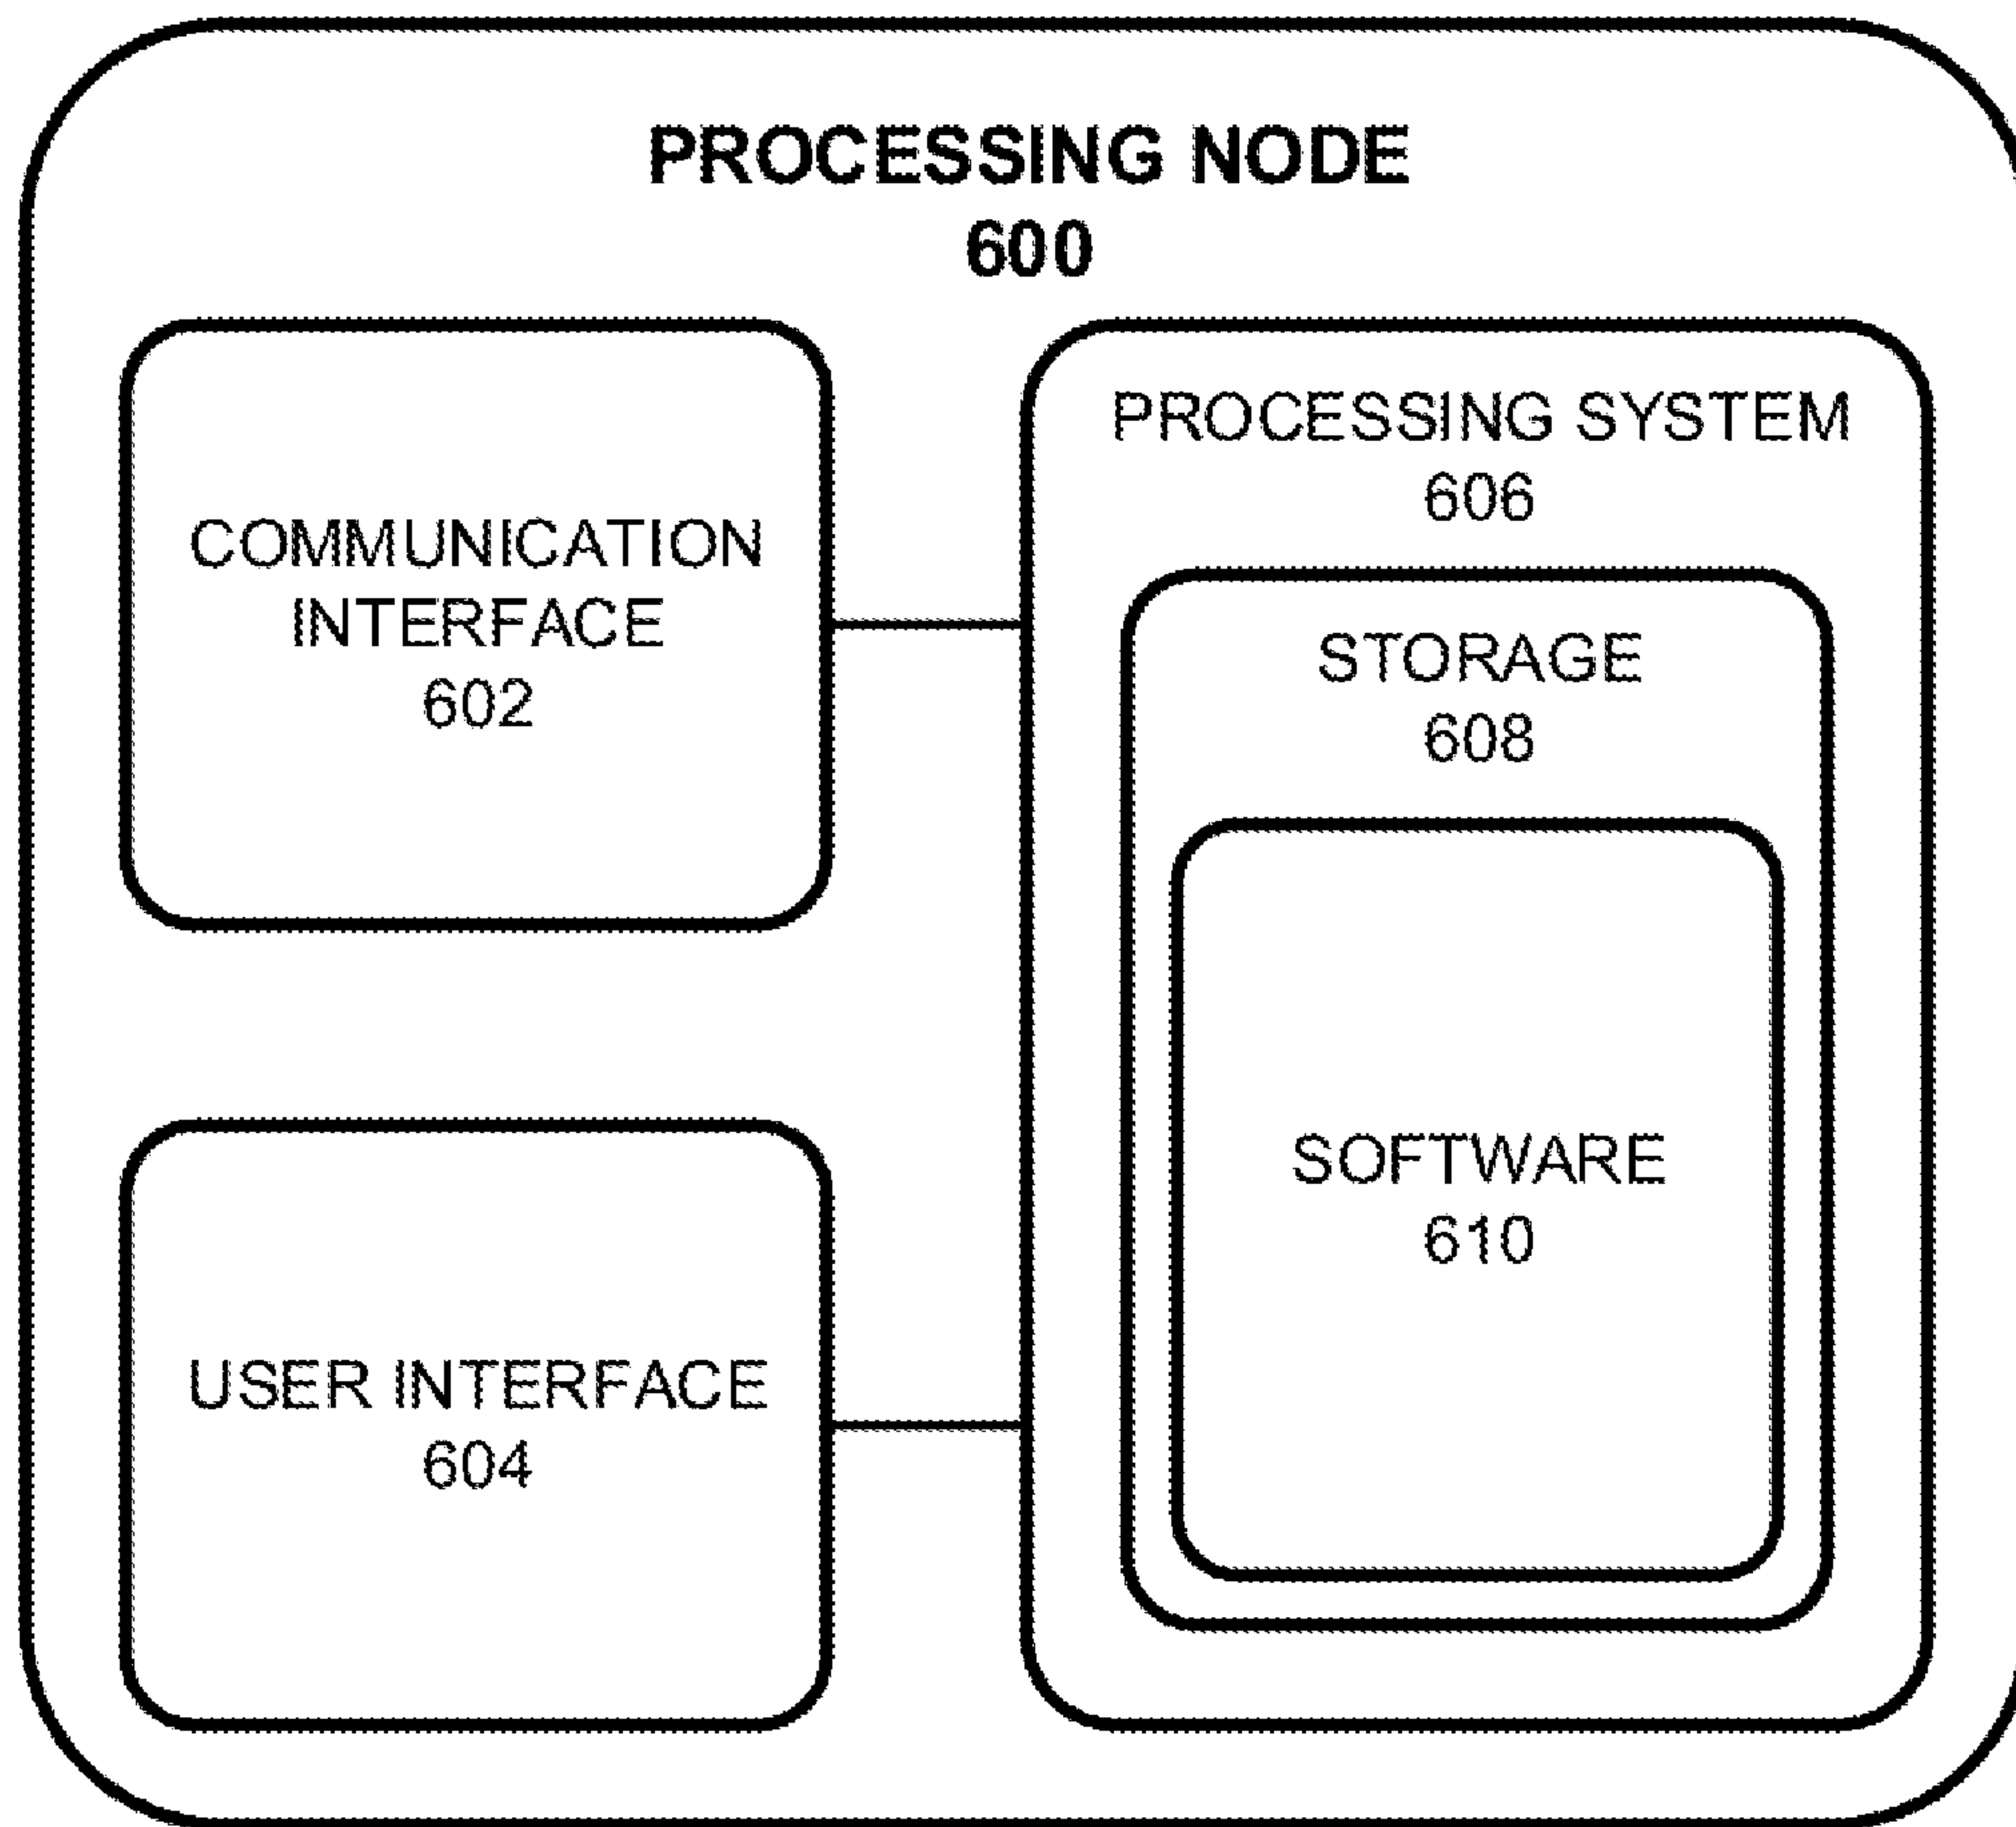 PROCESSING NODE
600
COMMUNICATION
INTERFACE
602
USER INTERFACE
604
PROCESSING SYSTEM
606
STORAGE
608
SOFTWARE
610